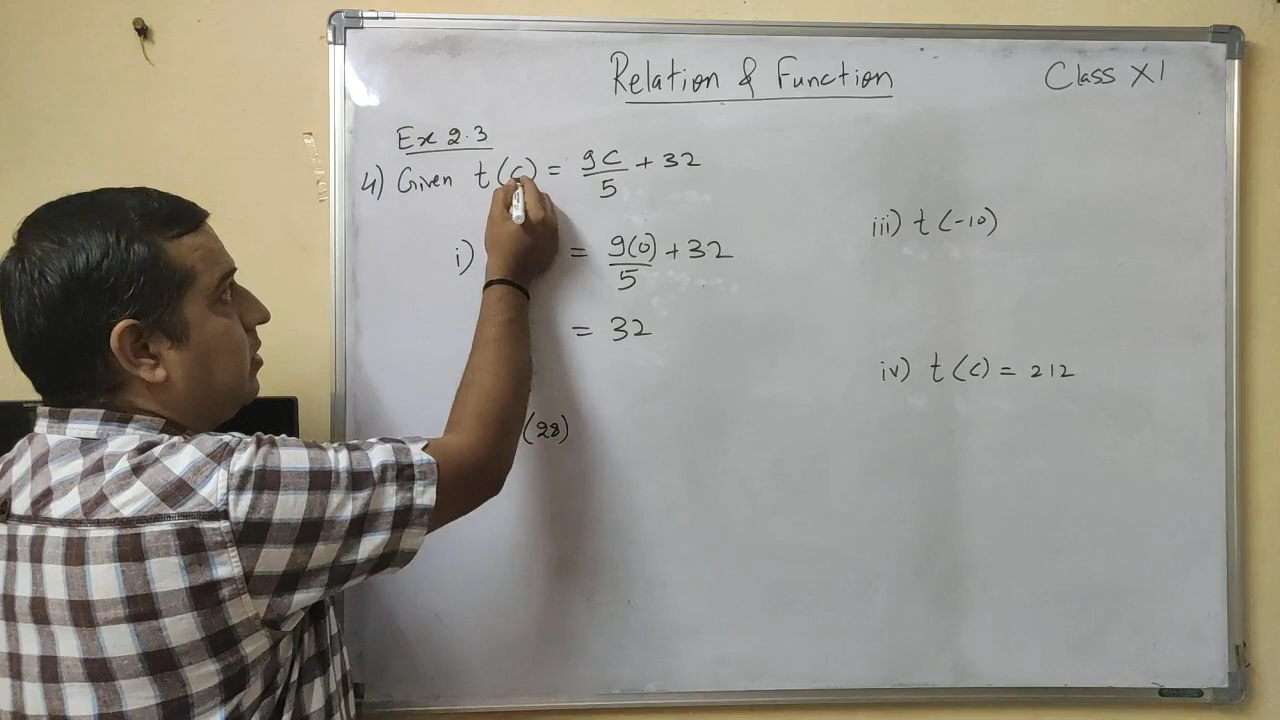 Relation & Function
Class XI
Ex 2.3
4) Given t(c) = 9C/5 + 32
i) = 9(0)/5 + 32
= 32
(28)
iii) t(-10)
iv) t(c) = 212